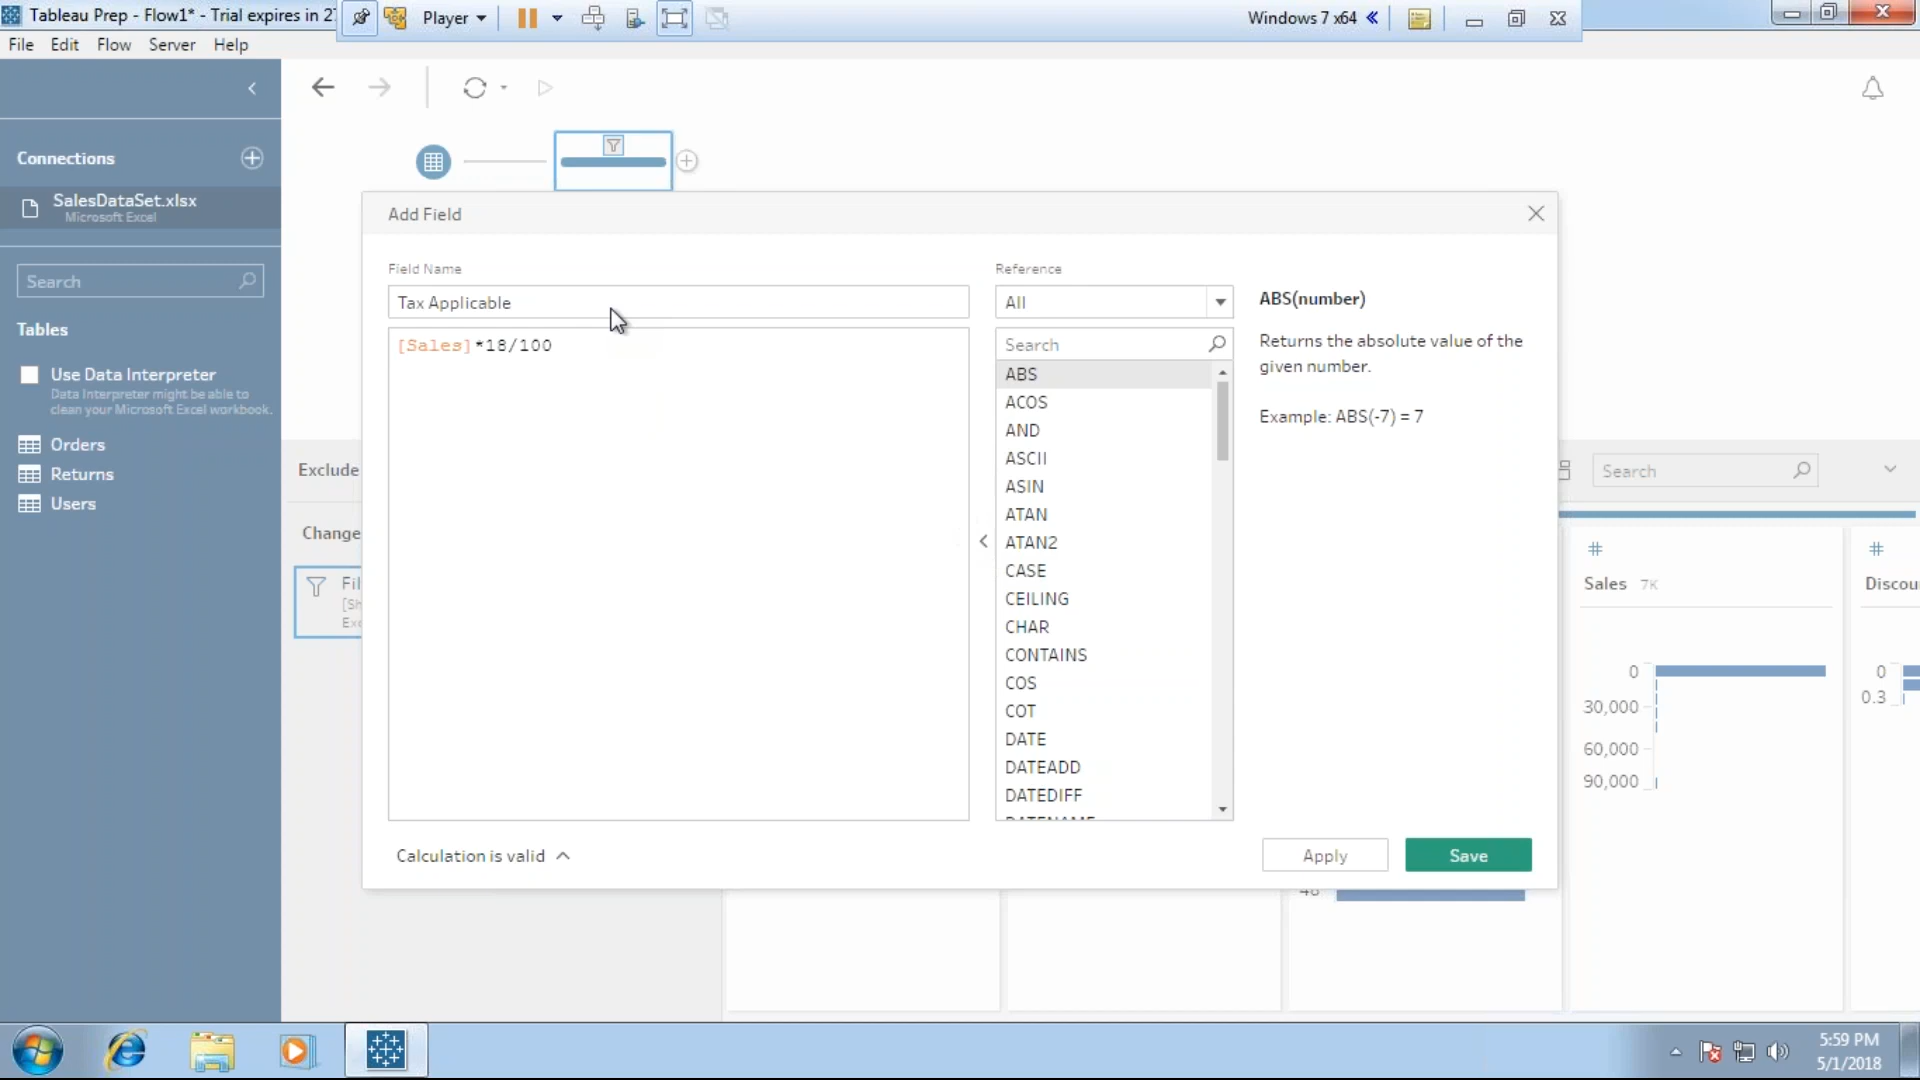 Tableau Prep - Flow1* - Trial expires in 2
Player
Windows 7 x64
File Edit Flow Server Help
Connections
SalesDataSet.xlsx
Microsoft Excel
Search
Tables
Use Data Interpreter
Data Interpreter might be able to
clean your Microsoft Excel workbook.
Orders
Returns
Users
Add Field
Field Name
Tax Applicable
[Sales]*18/100
Reference
All
Search
ABS
ACOS
AND
ASCII
ASIN
ATAN
ATAN2
CASE
CEILING
CHAR
CONTAINS
COS
COT
DATE
DATEADD
DATEDIFF
DATENAME
ABS(number)
Returns the absolute value of the
given number.
Example: ABS(-7) = 7
Calculation is valid
Apply
Save
Exclude
Change
Fil
[Sh
Exc
Search
#
Sales 7K
0
30,000
60,000
90,000
#
Discou
0
0.3
48
5:59 PM
5/1/2018